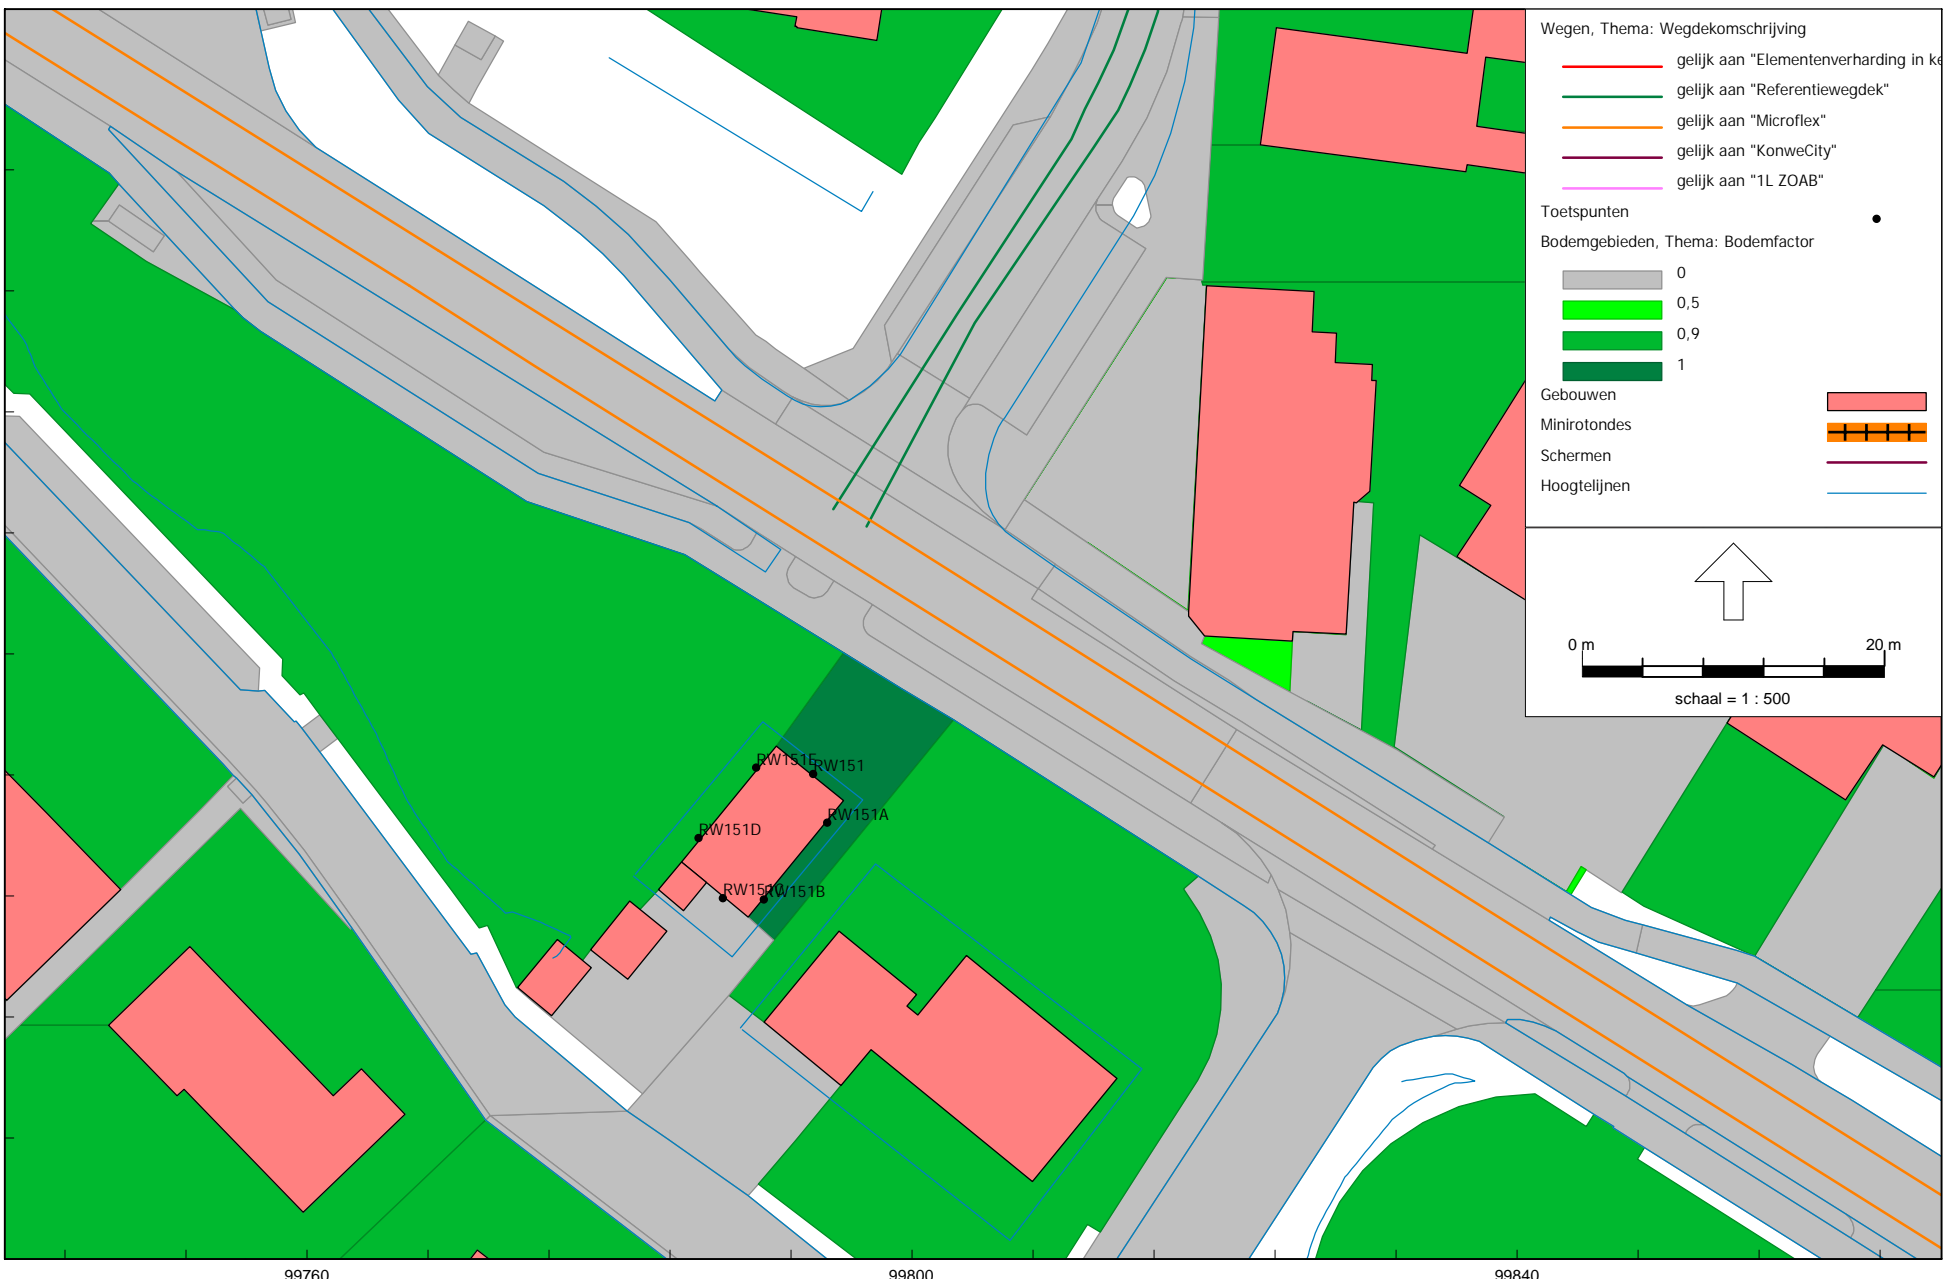 Wegen, Thema: Wegdekomschrijving
gelijk aan "Elementenverharding in ke
gelijk aan "Referentiewegdek"
gelijk aan "Microflex"
gelijk aan "KonweCity"
gelijk aan "1L ZOAB"
Toetspunten
Bodemgebieden, Thema: Bodemfactor
0
0,5
0,9
1
Gebouwen
Minirotondes
Schermen
Hoogtelijnen
0 m 20 m
schaal = 1 : 500
RW151E
RW151
RW151A
RW151D
RW151C
RW151B
99760 99800 99840